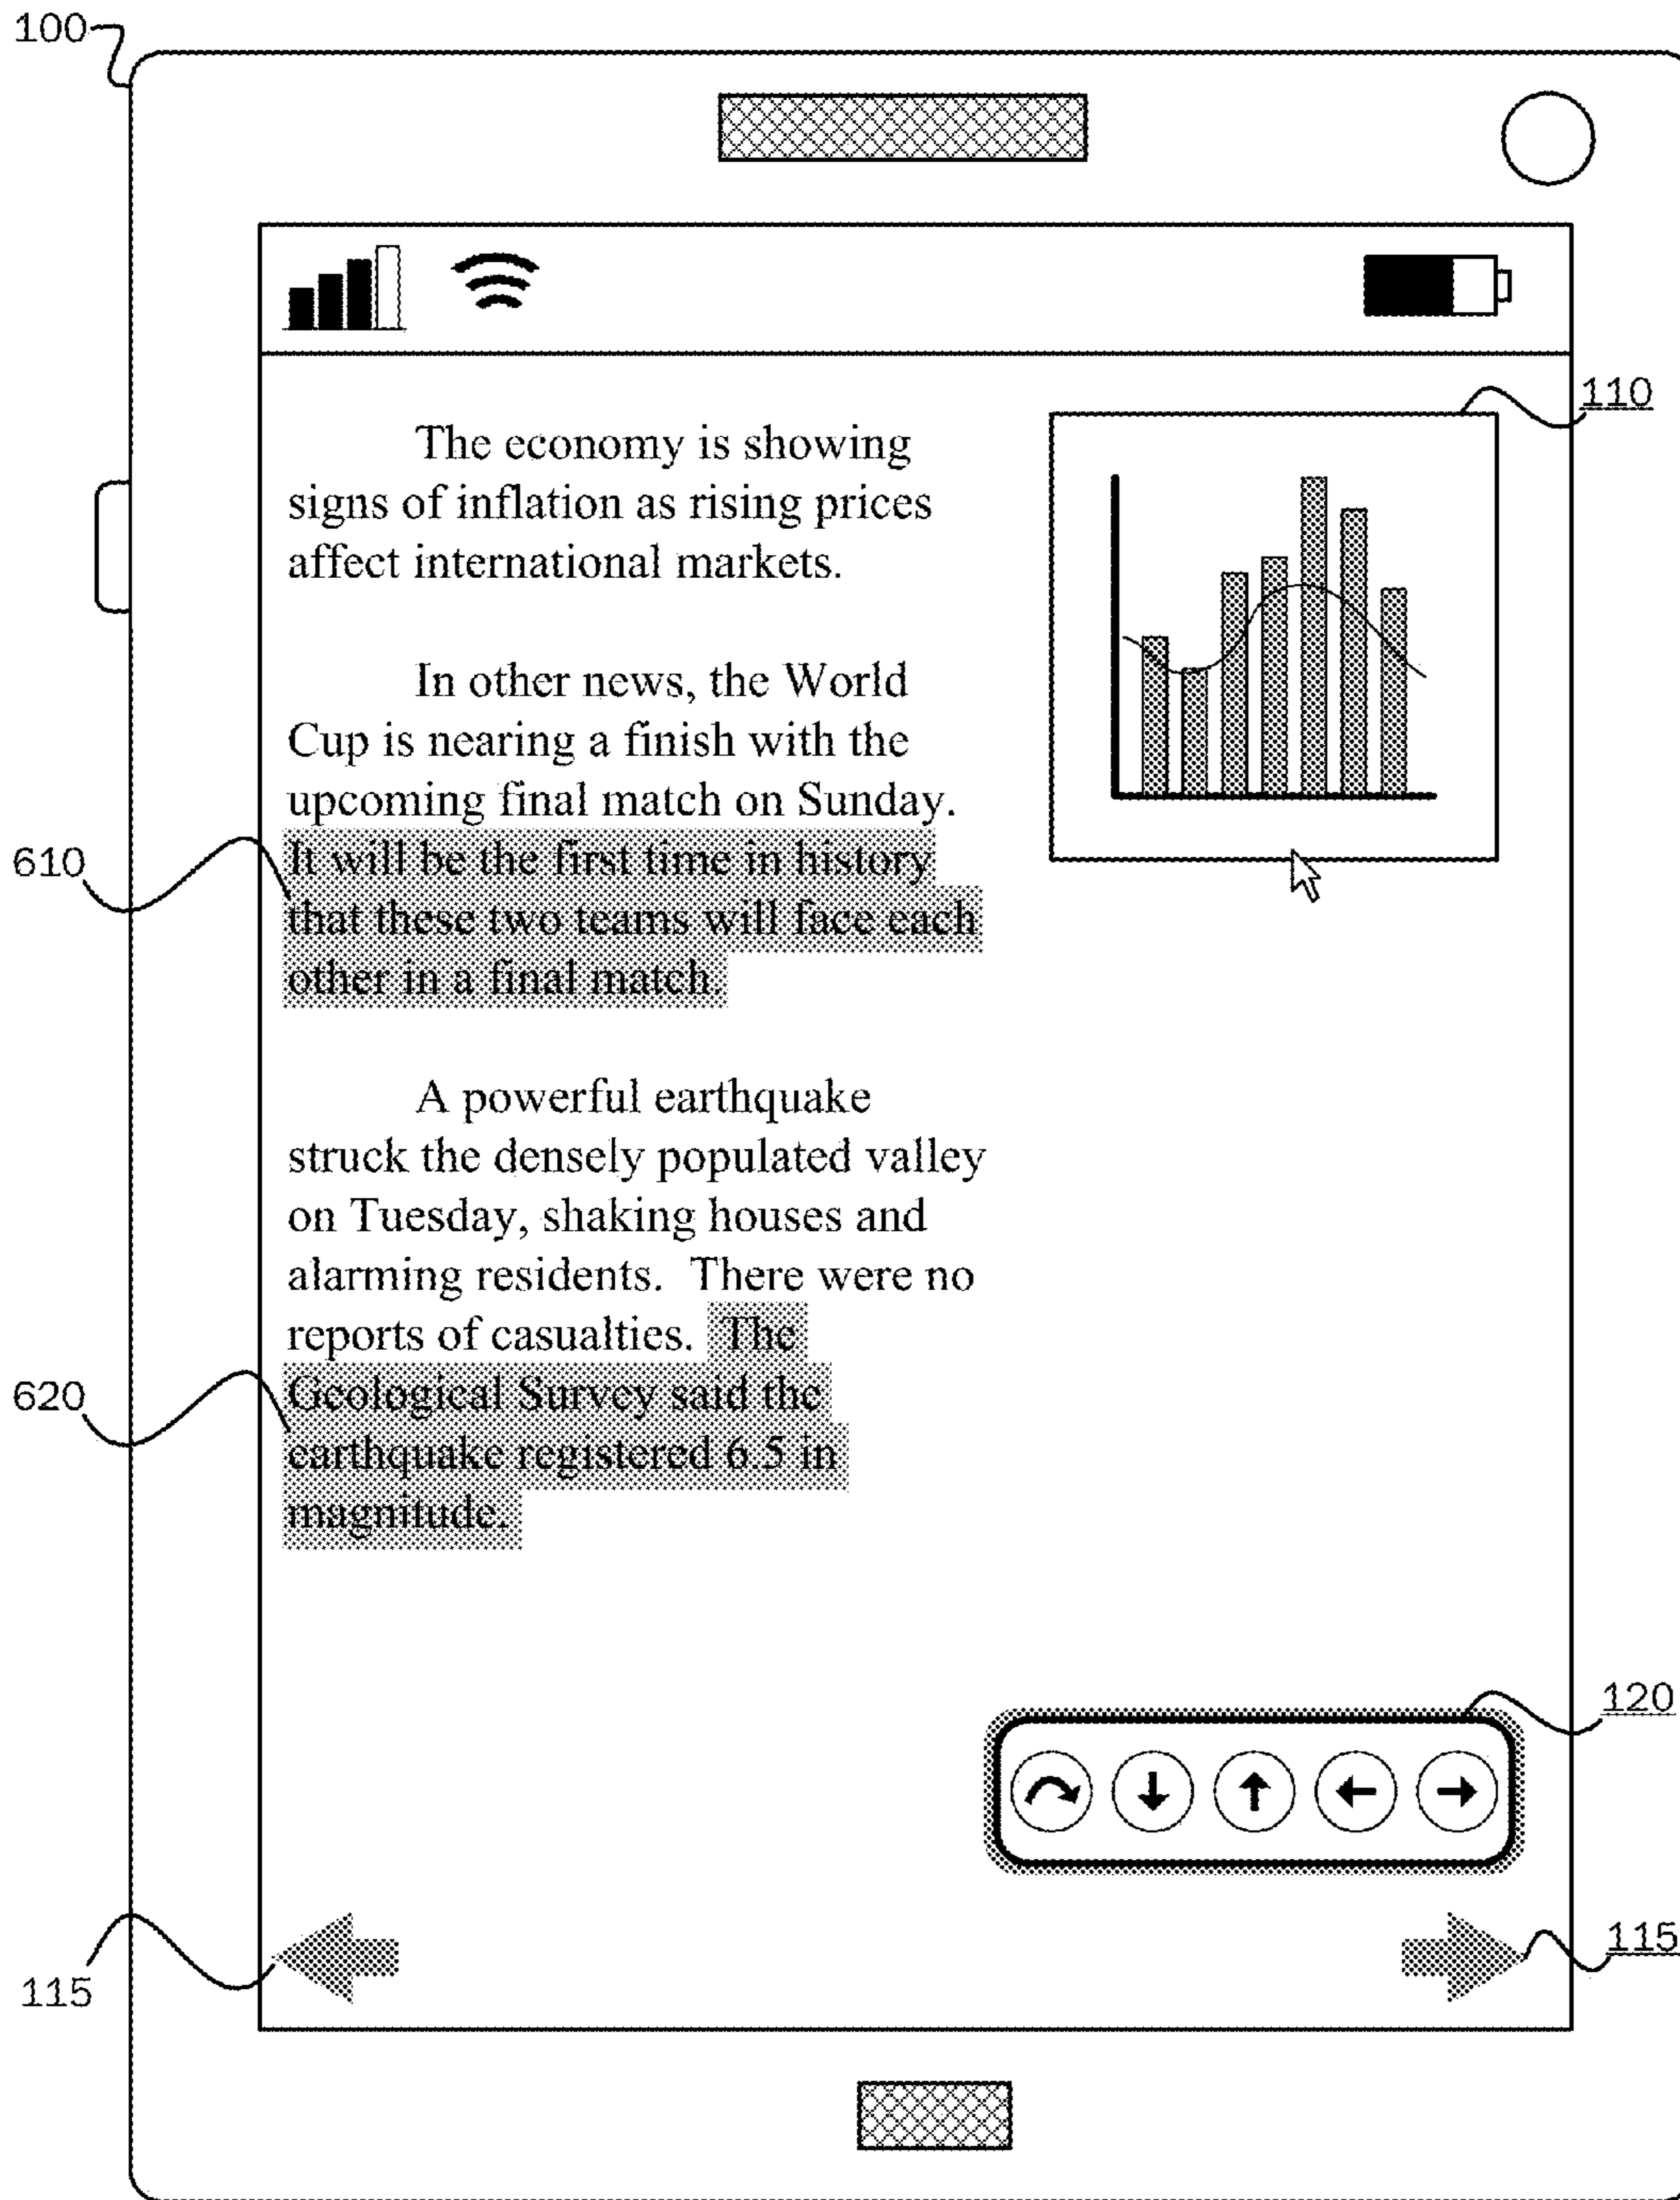 100
110
The economy is showing
signs of inflation as rising prices
affect international markets.
In other news, the World
Cup is nearing a finish with the
upcoming final match on Sunday.
610
It will be the first time in history
that these two teams will face each
other in a final match.
A powerful earthquake
struck the densely populated valley
on Tuesday, shaking houses and
alarming residents.  There were no
reports of casualties.  The
620
Geological Survey said the
earthquake registered 6.5 in
magnitude.
120
115
115